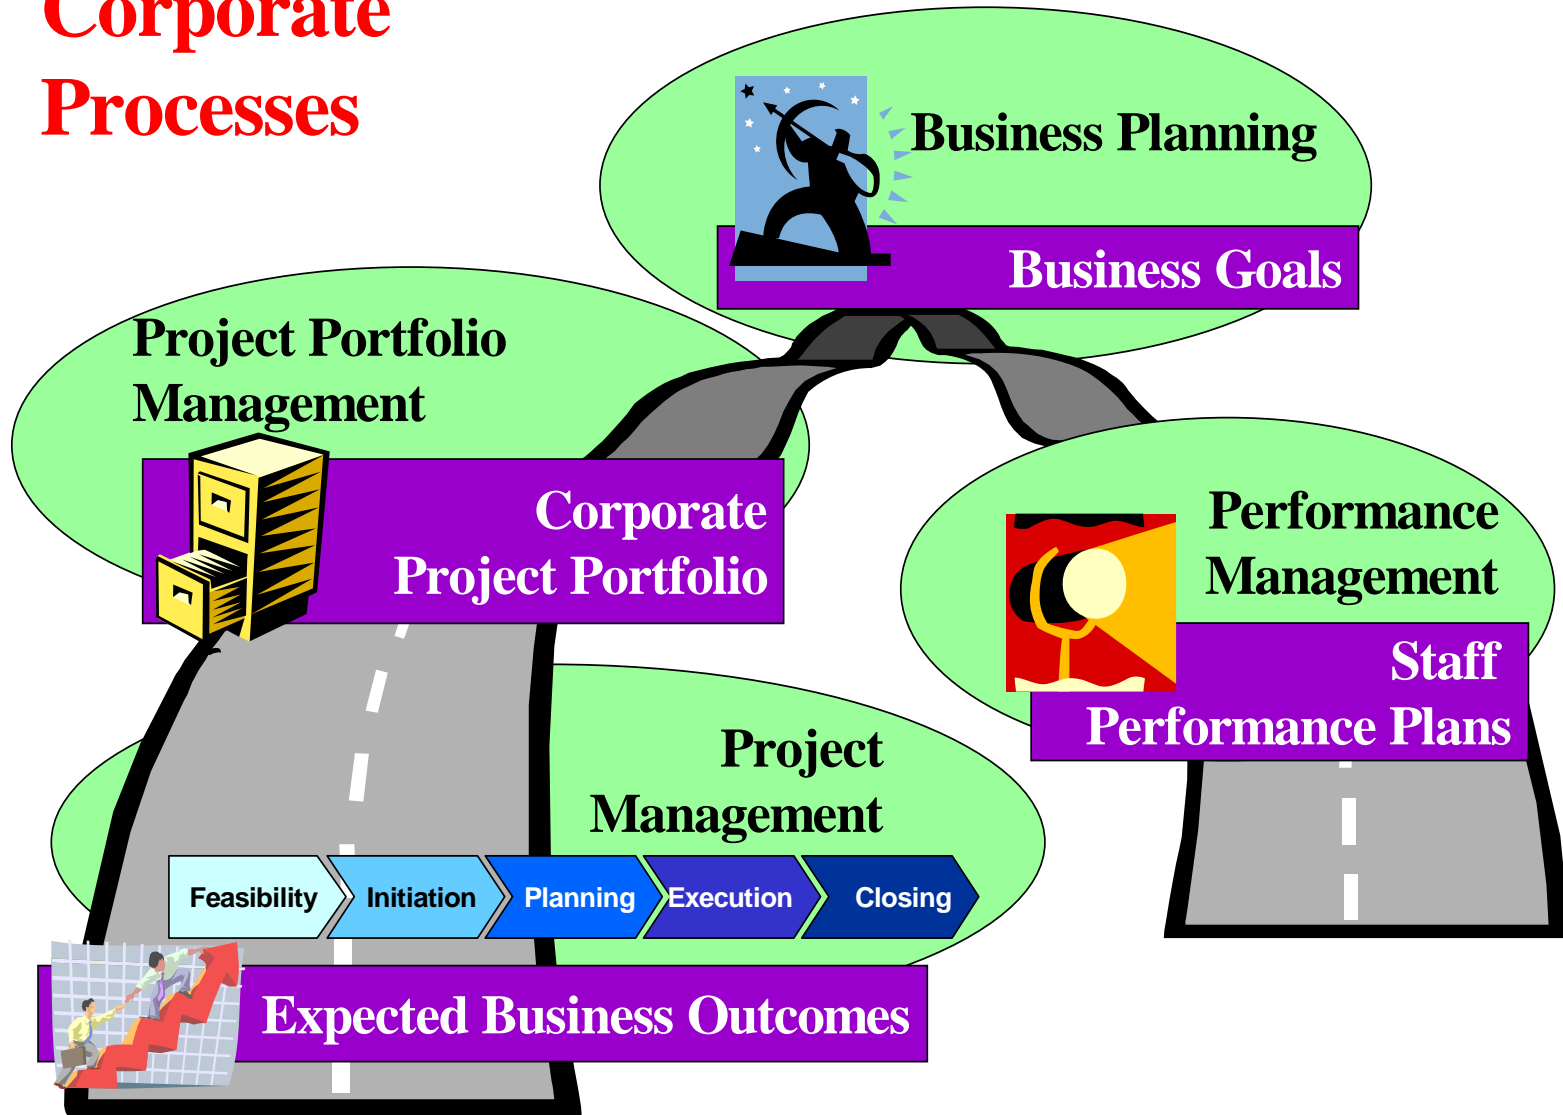 Corporate
Processes
Business Planning
Business Goals
Project Portfolio
Management
Corporate
Project Portfolio
Performance
Management
Staff
Performance Plans
Project
Management
Feasibility
Initiation
Planning
Execution
Closing
Expected Business Outcomes